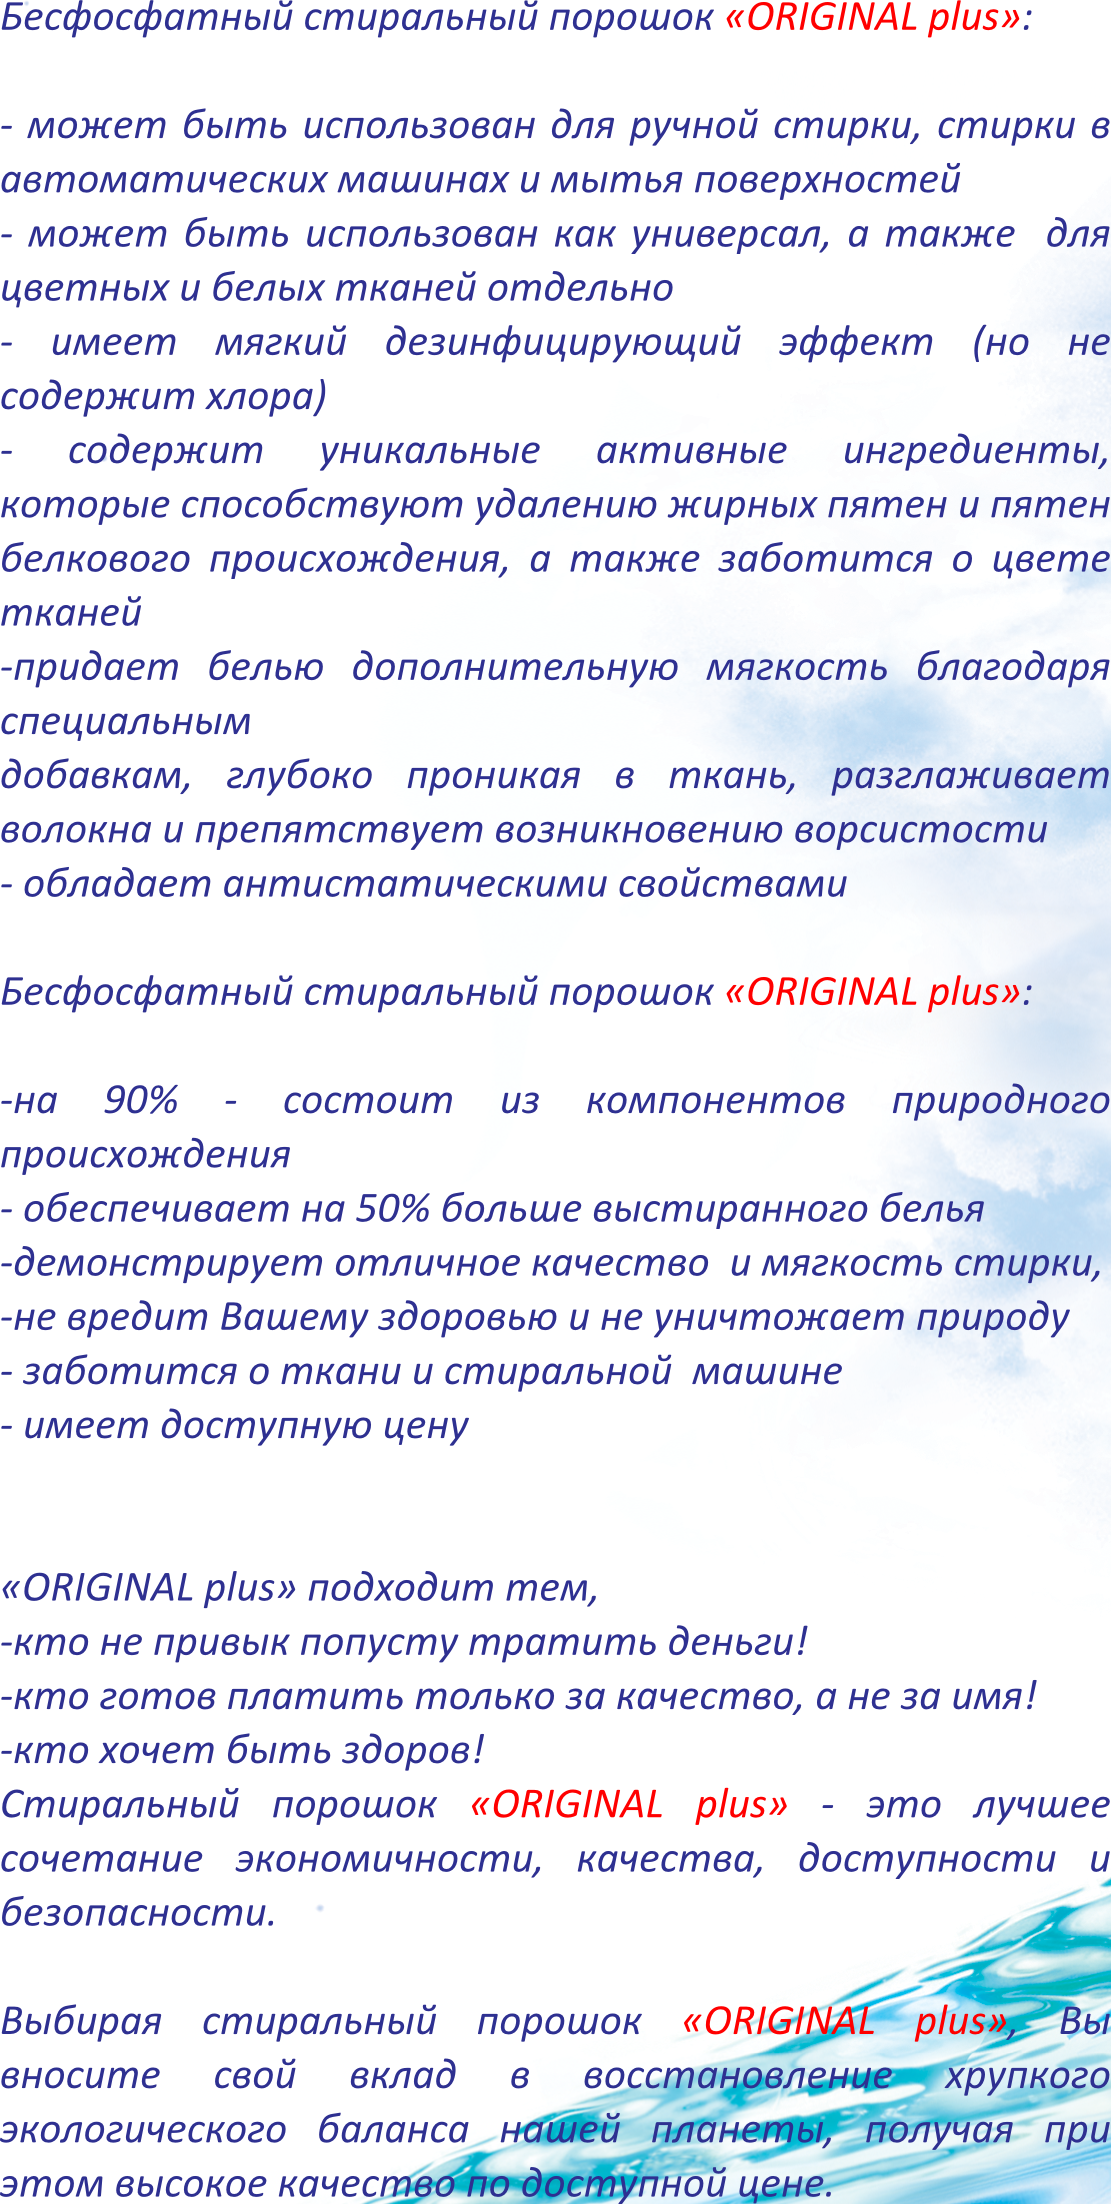 Бесфосфатный стиральный порошок «ORIGINAL plus»:
- может быть использован для ручной стирки, стирки в
автоматических машинах и мытья поверхностей
- может быть использован как универсал, а также для
цветных и белых тканей отдельно
- имеет мягкий дезинфицирующий эффект (но не
содержит хлора)
- содержит уникальные активные ингредиенты,
которые способствуют удалению жирных пятен и пятен
белкового происхождения, а также заботится о цвете
тканей
-придает белью дополнительную мягкость благодаря
специальным
добавкам, глубоко проникая в ткань, разглаживает
волокна и препятствует возникновению ворсистости
- обладает антистатическими свойствами
Бесфосфатный стиральный порошок «ORIGINAL plus»:
-на 90% - состоит из компонентов природного
происхождения
- обеспечивает на 50% больше выстиранного белья
-демонстрирует отличное качество и мягкость стирки,
-не вредит Вашему здоровью и не уничтожает природу
- заботится о ткани и стиральной машине
- имеет доступную цену
«ORIGINAL plus» подходит тем,
-кто не привык попусту тратить деньги!
-кто готов платить только за качество, а не за имя!
-кто хочет быть здоров!
Стиральный порошок «ORIGINAL plus» - это лучшее
сочетание экономичности, качества, доступности и
безопасности.
Выбирая стиральный порошок «ORIGINAL plus», Вы
вносите свой вклад в восстановление хрупкого
экологического баланса нашей планеты, получая при
этом высокое качество по доступной цене.